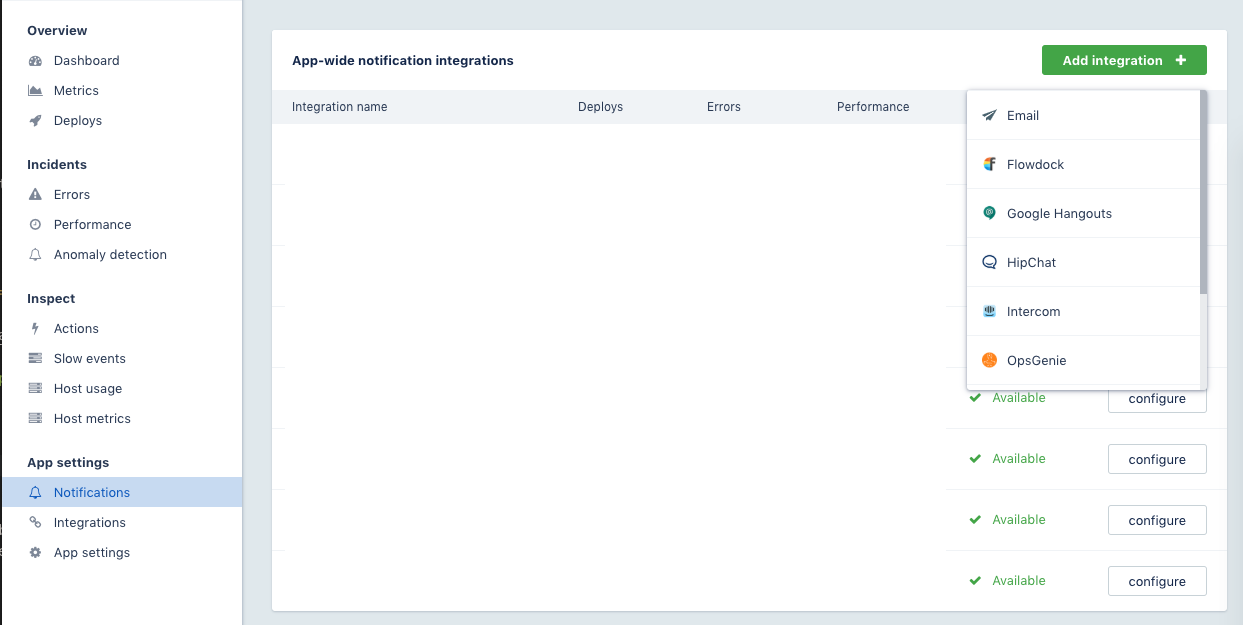 Overview
Dashboard
Metrics
Deploys
Incidents
Errors
Performance
Anomaly detection
Inspect
Actions
Slow events
Host usage
Host metrics
App settings
Notifications
Integrations
App settings
App-wide notification integrations
Add integration +
Integration name Deploys Errors Performance
Email
Flowdock
Google Hangouts
HipChat
Intercom
OpsGenie
Available configure
Available configure
Available configure
Available configure